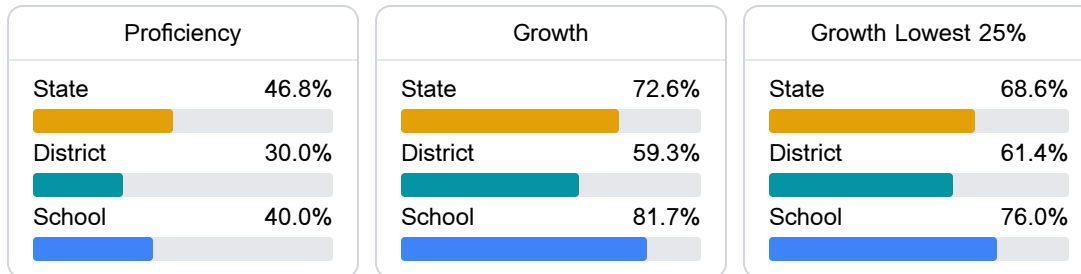 Proficiency
State 46.8%
District 30.0%
School 40.0%
Growth
State 72.6%
District 59.3%
School 81.7%
Growth Lowest 25%
State 68.6%
District 61.4%
School 76.0%